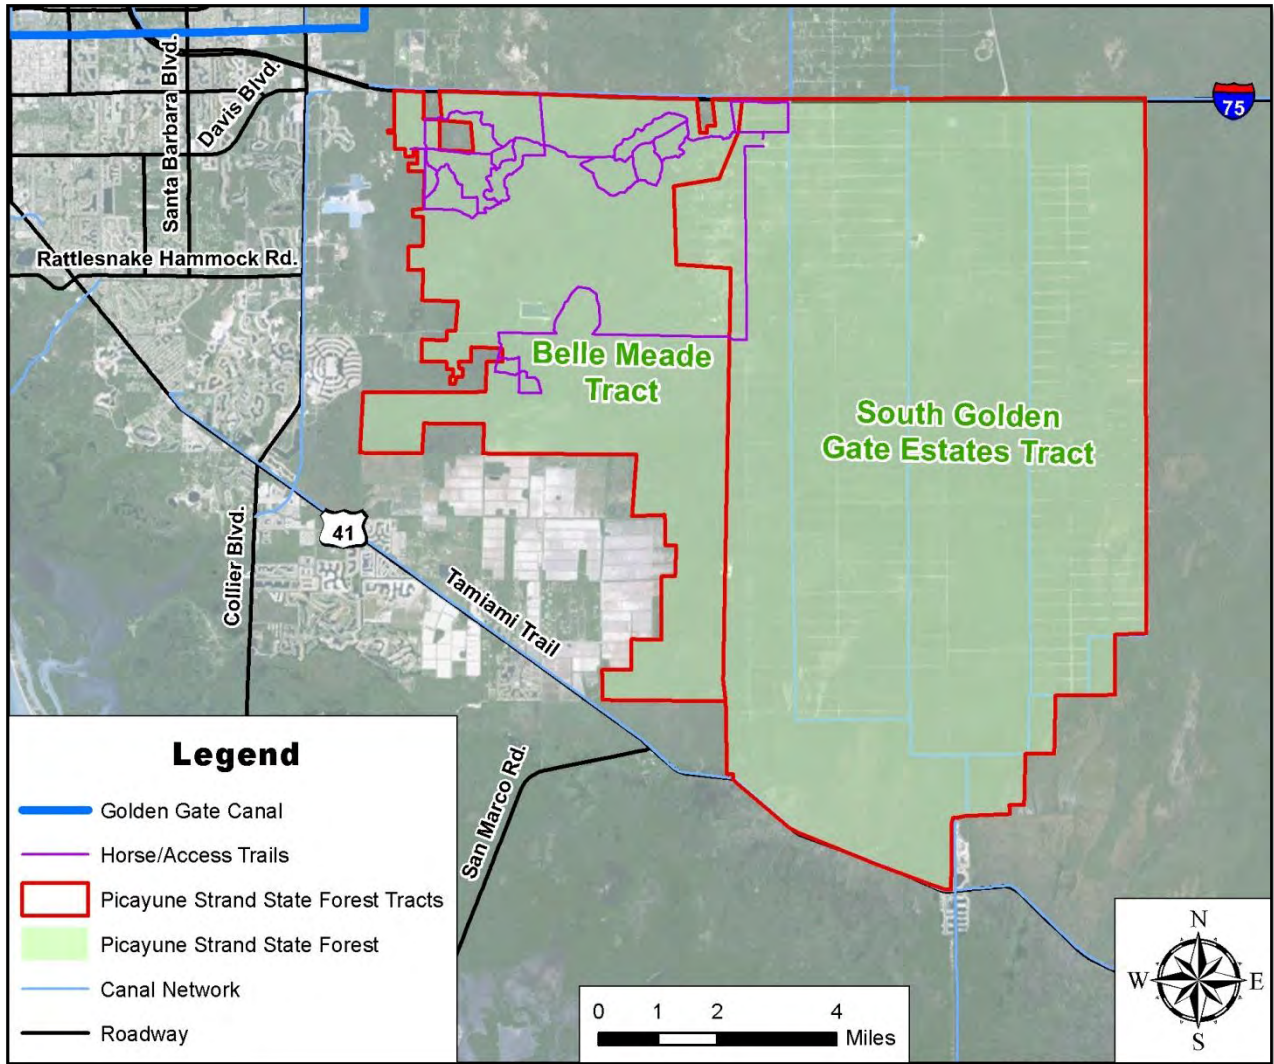 Santa Barbara Blvd.
Davis Blvd.
75
Rattlesnake Hammock Rd.
Belle Meade
Tract
South Golden
Gate Estates Tract
41
Collier Blvd.
Tamiami Trail
San Marco Rd.
Legend
Golden Gate Canal
Horse/Access Trails
Picayune Strand State Forest Tracts
Picayune Strand State Forest
Canal Network
Roadway
0 1 2 4
Miles
N
W E
S